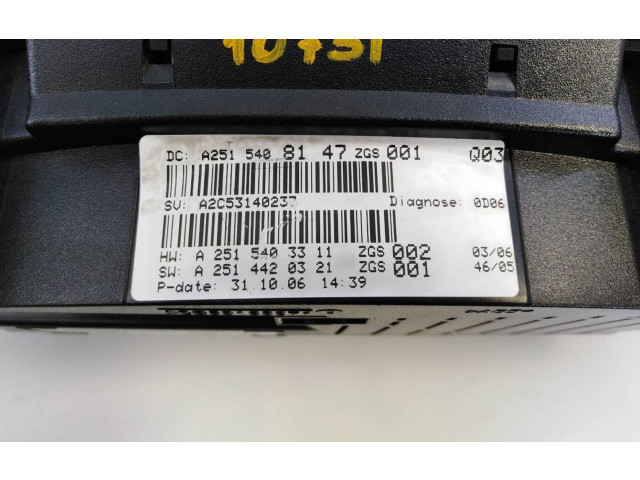 10751
DC: A251 540 81 47 ZGS 001 Q03
SV: A2C53140237 Diagnose: 0D06
HW: A 251 540 33 11 ZGS 002 03/06
SW: A 251 442 03 21 ZGS 001 46/05
P-date: 31.10.06 14:39